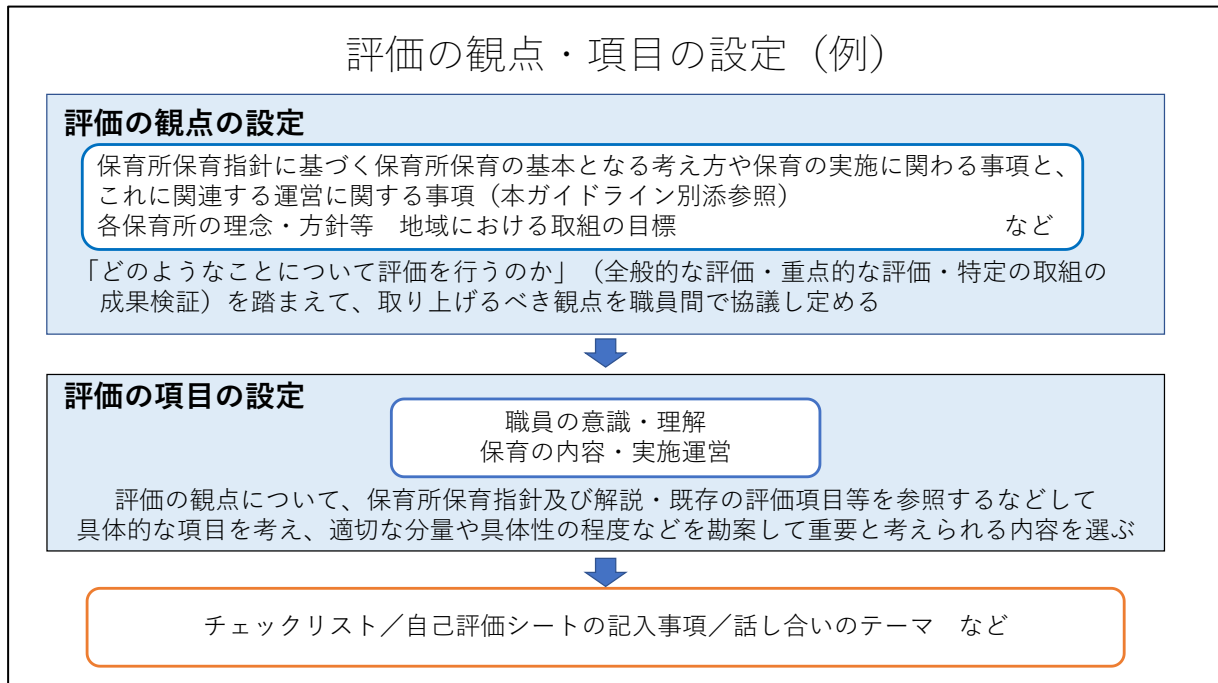 評価の観点・項目の設定（例）
評価の観点の設定
保育所保育指針に基づく保育所保育の基本となる考え方や保育の実施に関わる事項と、
これに関連する運営に関する事項（本ガイドライン別添参照）
各保育所の理念・方針等　地域における取組の目標　　　　　　　　　　　　　　など
「どのようなことについて評価を行うのか」（全般的な評価・重点的な評価・特定の取組の
成果検証）を踏まえて、取り上げるべき観点を職員間で協議し定める
評価の項目の設定
職員の意識・理解
保育の内容・実施運営
評価の観点について、保育所保育指針及び解説・既存の評価項目等を参照するなどして
具体的な項目を考え、適切な分量や具体性の程度などを勘案して重要と考えられる内容を選ぶ
チェックリスト／自己評価シートの記入事項／話し合いのテーマ　など